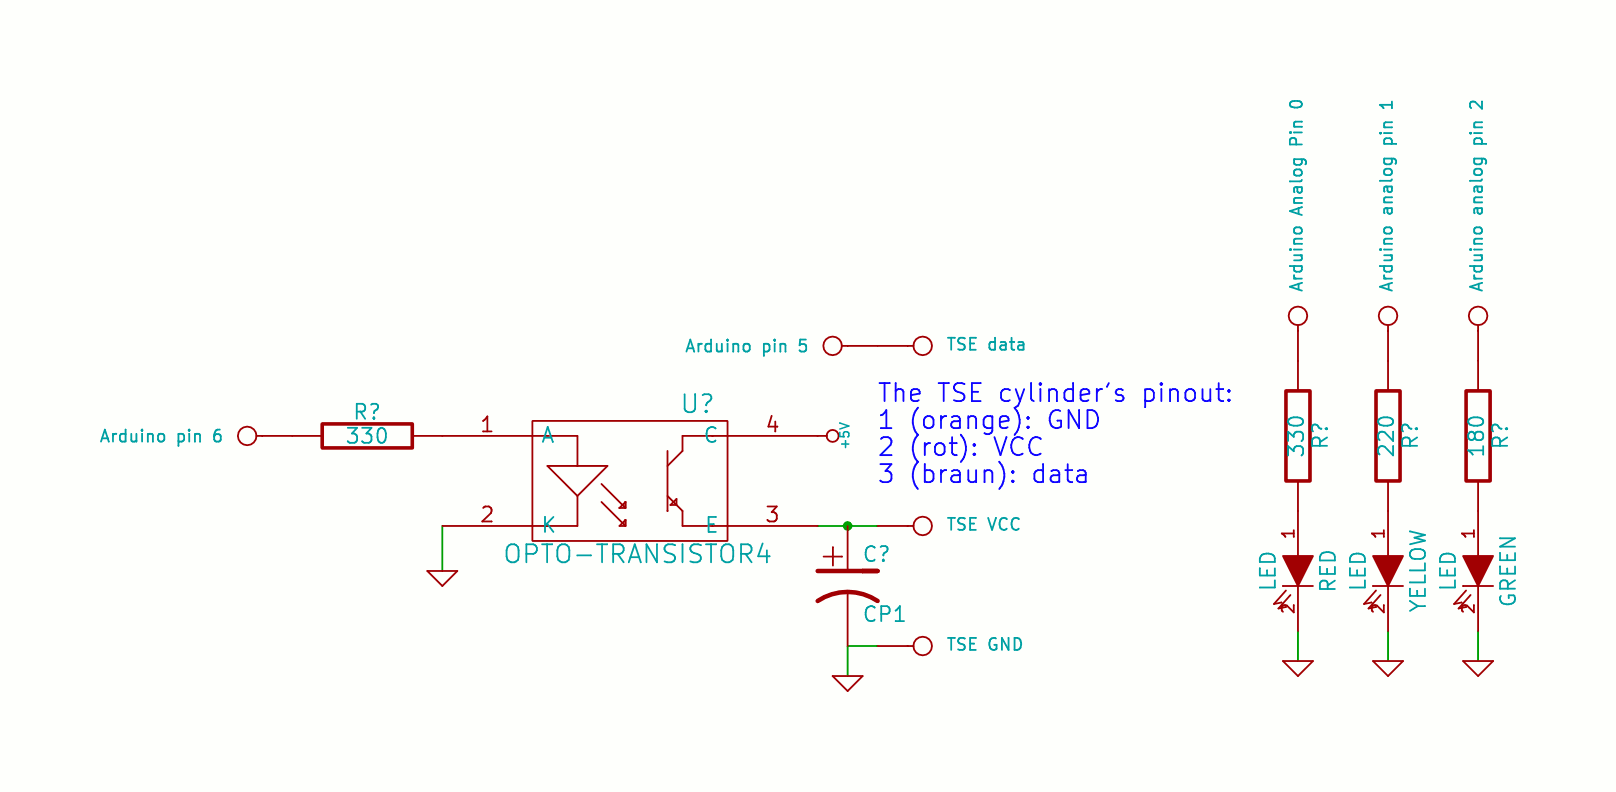 Arduino pin 6
R?
330
1
2
A
K
U?
C
E
4
3
OPTO-TRANSISTOR4
+5V
Arduino pin 5
TSE data
The TSE cylinder's pinout:
1 (orange): GND
2 (rot): VCC
3 (braun): data
TSE VCC
C?
CP1
TSE GND
Arduino Analog Pin 0
330
R?
1
LED
RED
2
Arduino analog pin 1
220
R?
1
LED
YELLOW
2
Arduino analog pin 2
180
R?
1
LED
GREEN
2